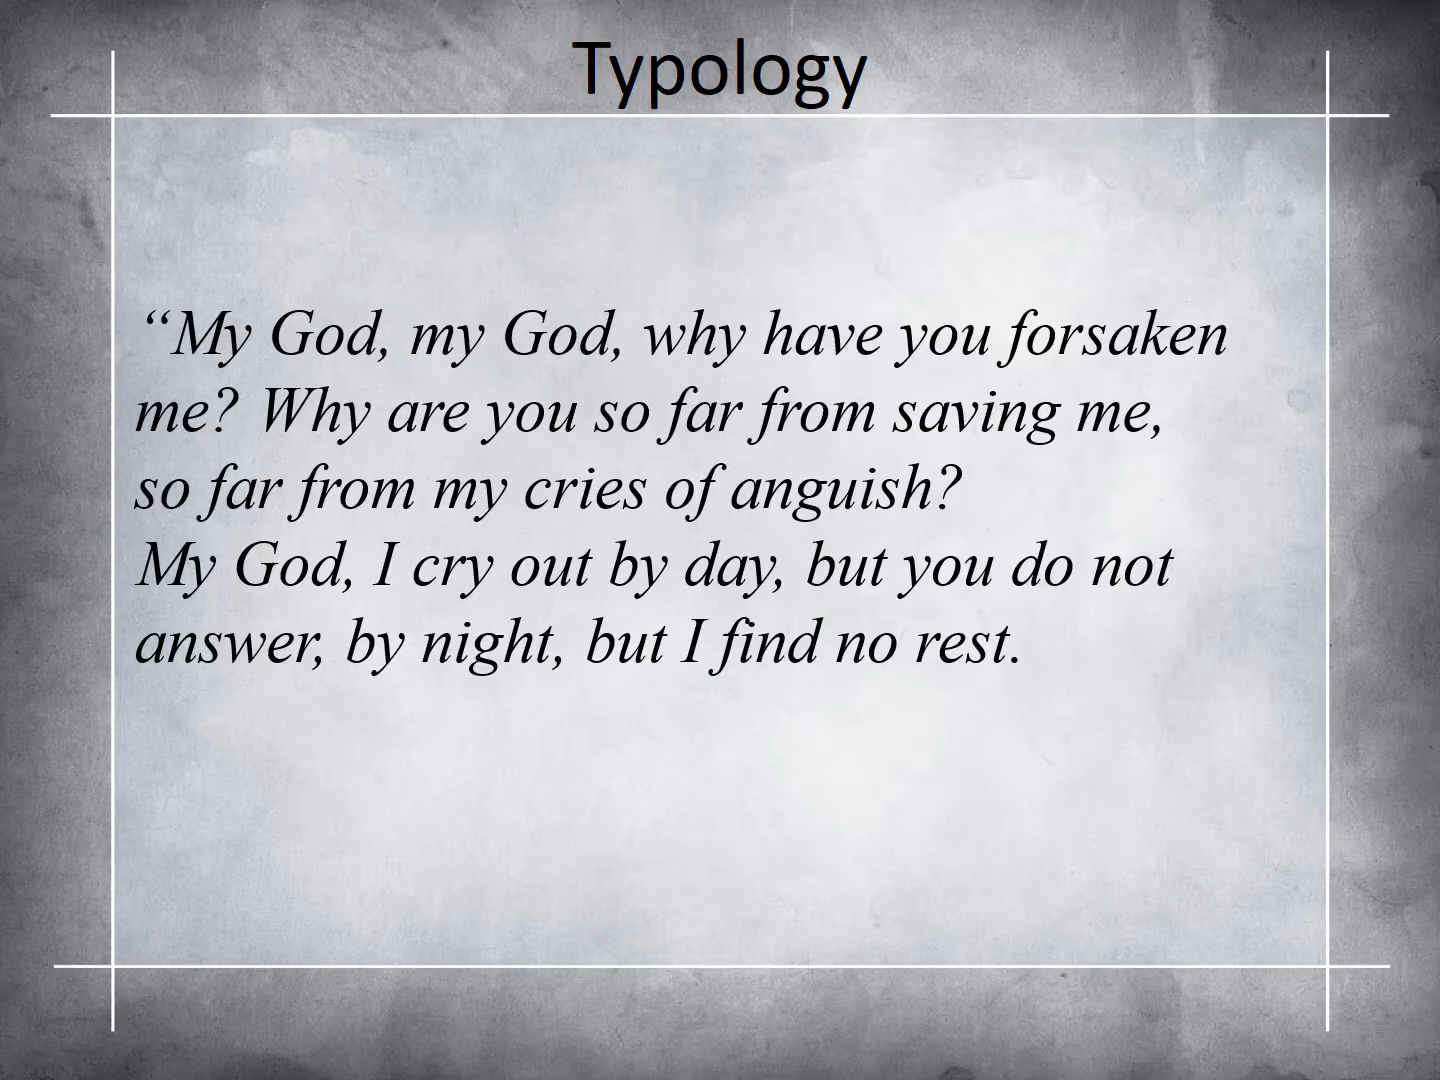 Typology
“My God, my God, why have you forsaken
me? Why are you so far from saving me,
so far from my cries of anguish?
My God, I cry out by day, but you do not
answer, by night, but I find no rest.